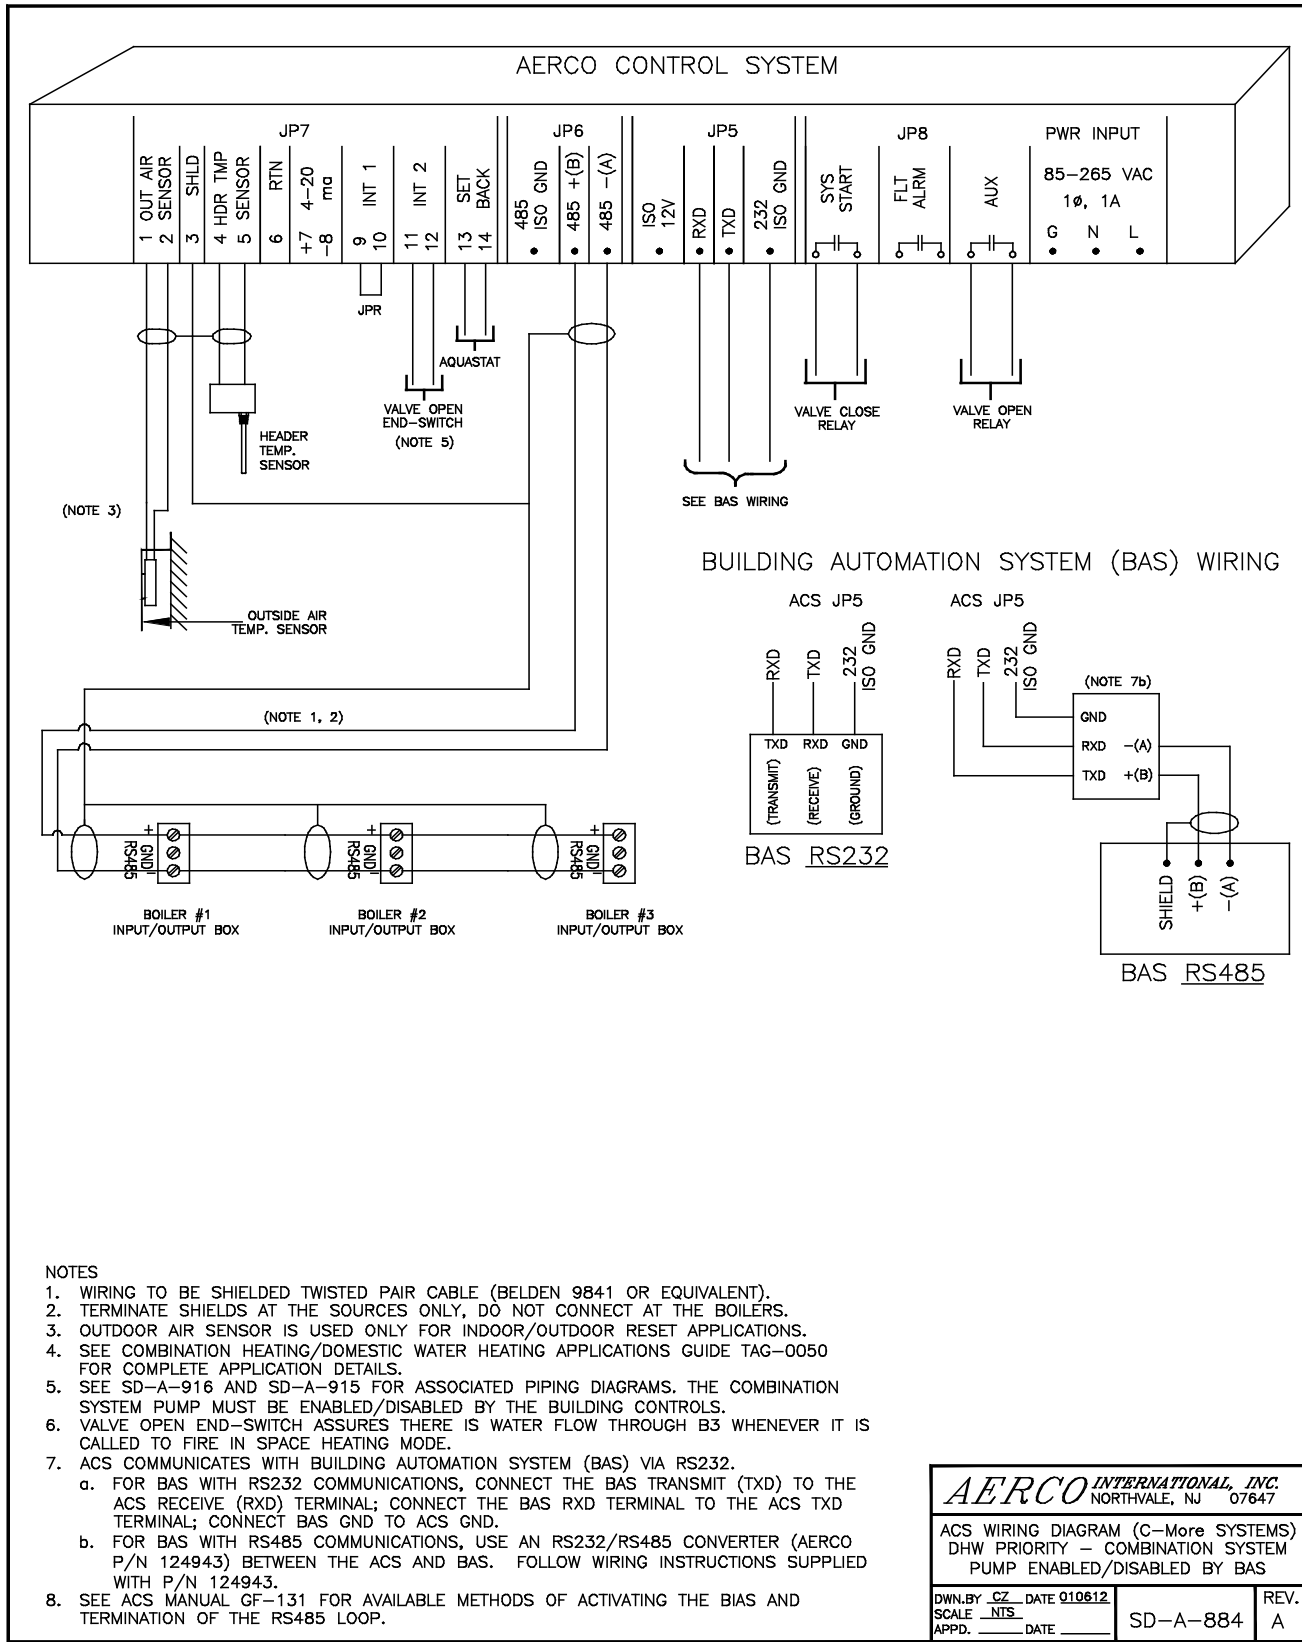 AERCO CONTROL SYSTEM
JP7
JP6
JP5
JP8
PWR INPUT
1 OUT AIR
2 SENSOR
3 SHLD
4 HDR TMP
5 SENSOR
6 RTN
+7 4-20
-8 ma
9 INT 1
10
11 INT 2
12
13 SET
14 BACK
485
ISO GND
485 +(B)
485 -(A)
ISO
12V
RXD
TXD
232
ISO GND
SYS
START
FLT
ALRM
AUX
85-265 VAC
1ø, 1A
G N L
JPR
AQUASTAT
VALVE OPEN
END-SWITCH
(NOTE 5)
HEADER
TEMP.
SENSOR
VALVE CLOSE
RELAY
VALVE OPEN
RELAY
SEE BAS WIRING
(NOTE 3)
OUTSIDE AIR
TEMP. SENSOR
(NOTE 1, 2)
+
GND
-
RS485
BOILER #1
INPUT/OUTPUT BOX
+
GND
-
RS485
BOILER #2
INPUT/OUTPUT BOX
+
GND
-
RS485
BOILER #3
INPUT/OUTPUT BOX
BUILDING AUTOMATION SYSTEM (BAS) WIRING
ACS JP5
RXD
TXD
232
ISO GND
TXD RXD GND
(TRANSMIT)
(RECEIVE)
(GROUND)
BAS RS232
ACS JP5
RXD
TXD
232
ISO GND
(NOTE 7b)
GND
RXD -(A)
TXD +(B)
SHIELD
+(B)
-(A)
BAS RS485
NOTES
1. WIRING TO BE SHIELDED TWISTED PAIR CABLE (BELDEN 9841 OR EQUIVALENT).
2. TERMINATE SHIELDS AT THE SOURCES ONLY, DO NOT CONNECT AT THE BOILERS.
3. OUTDOOR AIR SENSOR IS USED ONLY FOR INDOOR/OUTDOOR RESET APPLICATIONS.
4. SEE COMBINATION HEATING/DOMESTIC WATER HEATING APPLICATIONS GUIDE TAG-0050
FOR COMPLETE APPLICATION DETAILS.
5. SEE SD-A-916 AND SD-A-915 FOR ASSOCIATED PIPING DIAGRAMS. THE COMBINATION
SYSTEM PUMP MUST BE ENABLED/DISABLED BY THE BUILDING CONTROLS.
6. VALVE OPEN END-SWITCH ASSURES THERE IS WATER FLOW THROUGH B3 WHENEVER IT IS
CALLED TO FIRE IN SPACE HEATING MODE.
7. ACS COMMUNICATES WITH BUILDING AUTOMATION SYSTEM (BAS) VIA RS232.
a. FOR BAS WITH RS232 COMMUNICATIONS, CONNECT THE BAS TRANSMIT (TXD) TO THE
ACS RECEIVE (RXD) TERMINAL; CONNECT THE BAS RXD TERMINAL TO THE ACS TXD
TERMINAL; CONNECT BAS GND TO ACS GND.
b. FOR BAS WITH RS485 COMMUNICATIONS, USE AN RS232/RS485 CONVERTER (AERCO
P/N 124943) BETWEEN THE ACS AND BAS. FOLLOW WIRING INSTRUCTIONS SUPPLIED
WITH P/N 124943.
8. SEE ACS MANUAL GF-131 FOR AVAILABLE METHODS OF ACTIVATING THE BIAS AND
TERMINATION OF THE RS485 LOOP.
AERCO INTERNATIONAL, INC.
NORTHVALE, NJ 07647
ACS WIRING DIAGRAM (C-More SYSTEMS)
DHW PRIORITY - COMBINATION SYSTEM
PUMP ENABLED/DISABLED BY BAS
DWN.BY CZ DATE 010612
SCALE NTS
APPD. DATE
SD-A-884
REV.
A